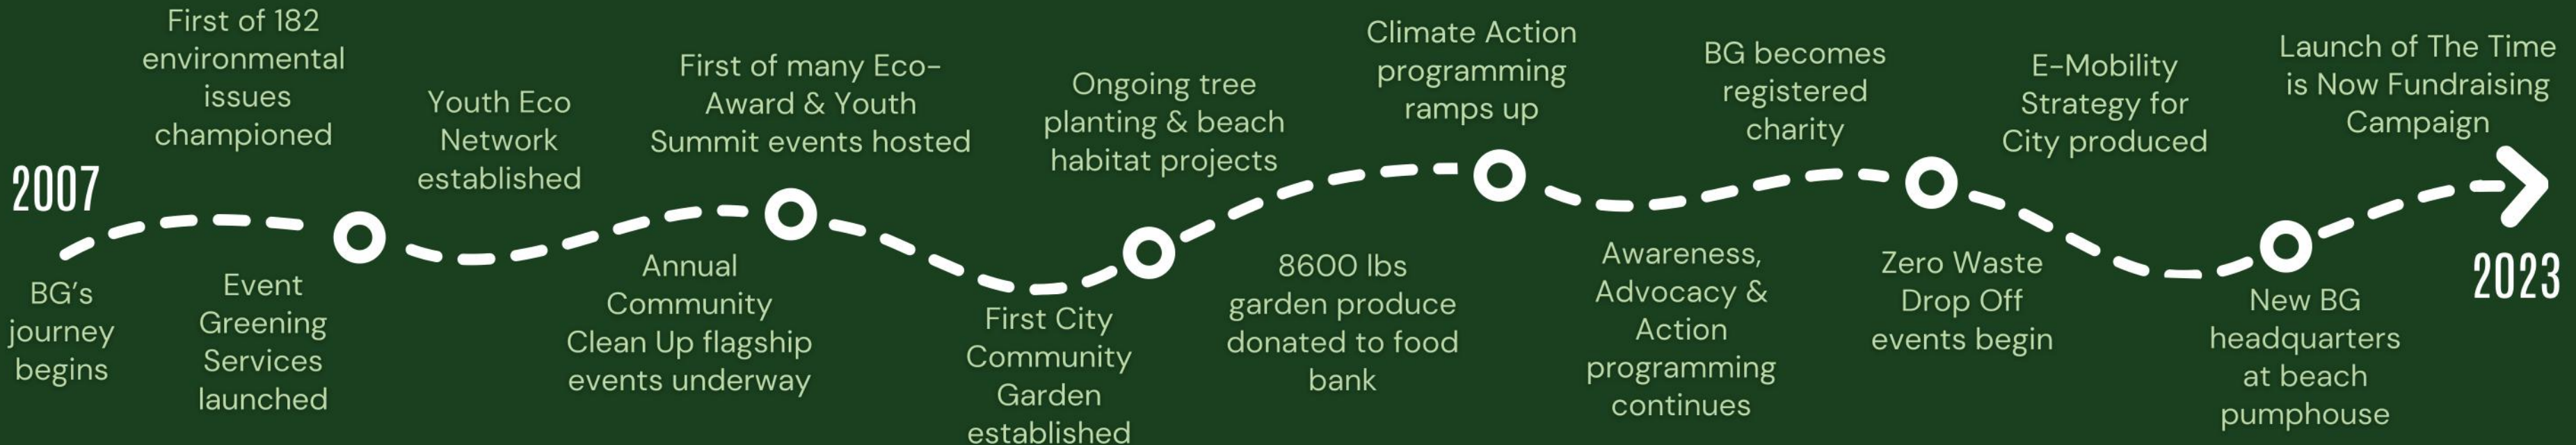 2007
BG's
journey
begins
First of 182
environmental
issues
championed
Event
Greening
Services
launched
Youth Eco
Network
established
Annual
Community
Clean Up flagship
events underway
First of many Eco-
Award & Youth
Summit events hosted
First City
Community
Garden
established
Ongoing tree
planting & beach
habitat projects
8600 lbs
garden produce
donated to food
bank
Climate Action
programming
ramps up
Awareness,
Advocacy &
Action
programming
continues
BG becomes
registered
charity
Zero Waste
Drop Off
events begin
E-Mobility
Strategy for
City produced
New BG
headquarters
at beach
pumphouse
Launch of The Time
is Now Fundraising
Campaign
2023